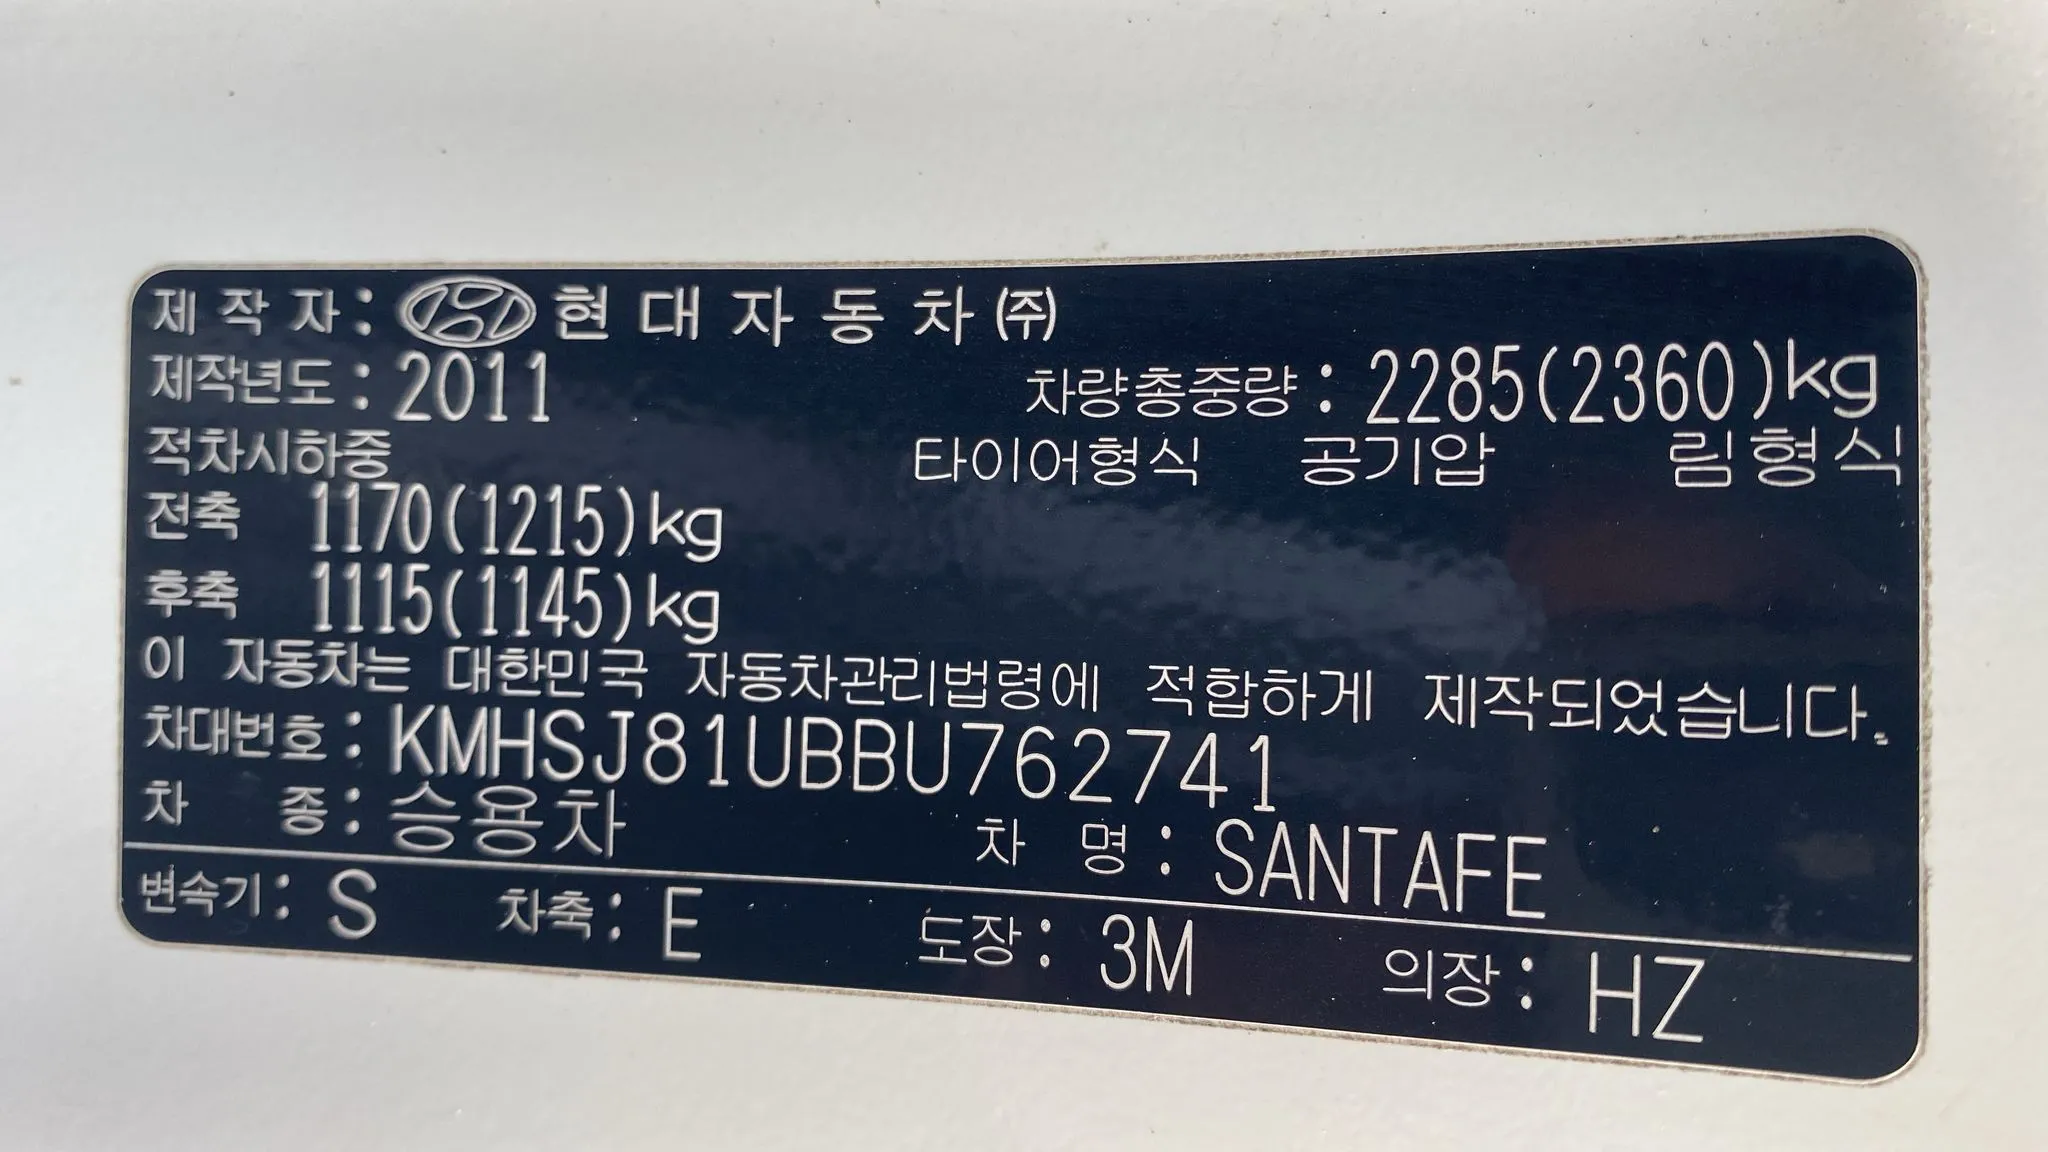 제 작 자 : 현 대 자 동 차 ㈜
제작년도 : 2011 차량총중량 : 2285(2360)kg
적차시하중 타이어형식 공기압 림형식
전축 1170(1215)kg
후축 1115(1145)kg
이 자동차는 대한민국 자동차관리법령에 적합하게 제작되었습니다.
차대번호 : KMHSJ81UBBU762741
차 종 : 승용차 차 명 : SANTAFE
변속기 : S 차축 : E 도장 : 3M 의장 : HZ